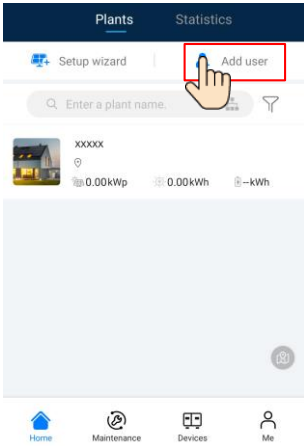 Plants Statistics
Setup wizard Add user
Enter a plant name.
xxxxx
0.00kWp 0.00kWh --kWh
Home Maintenance Devices Me